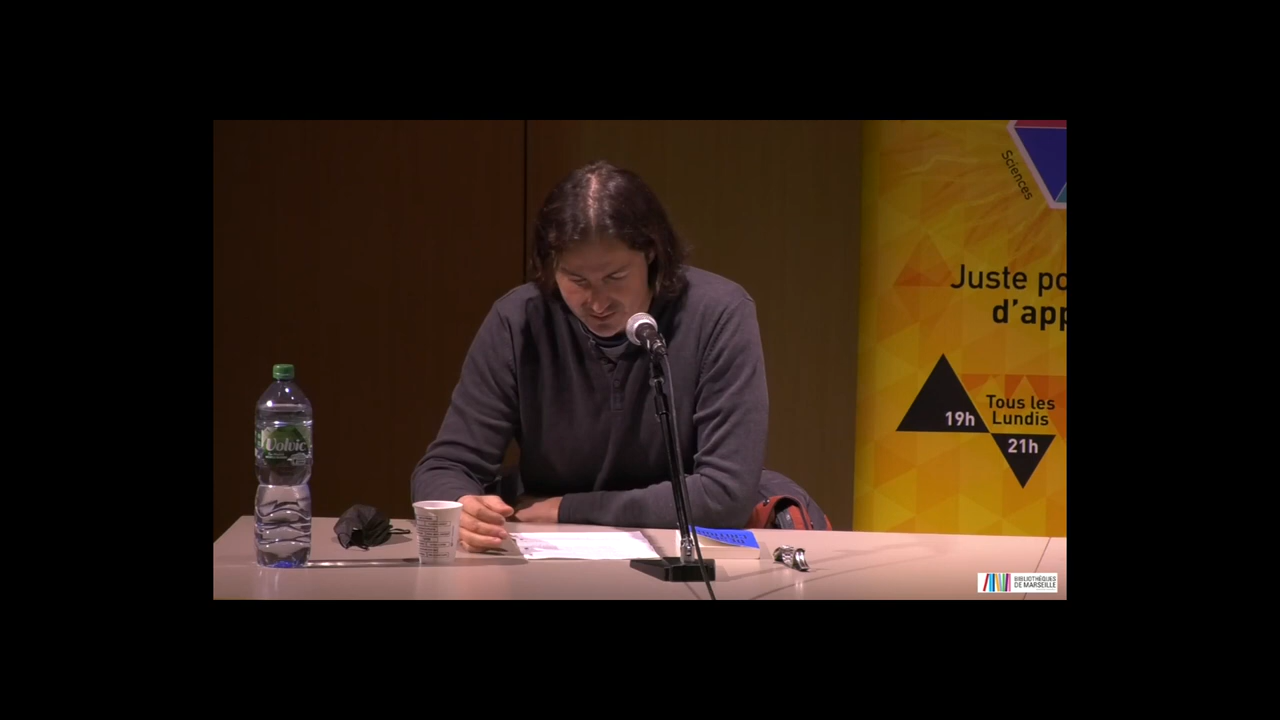 Sciences
Juste po
d'app
19h
Tous les
Lundis
21h
Volvic
BIBLIOTHÈQUES
DE MARSEILLE